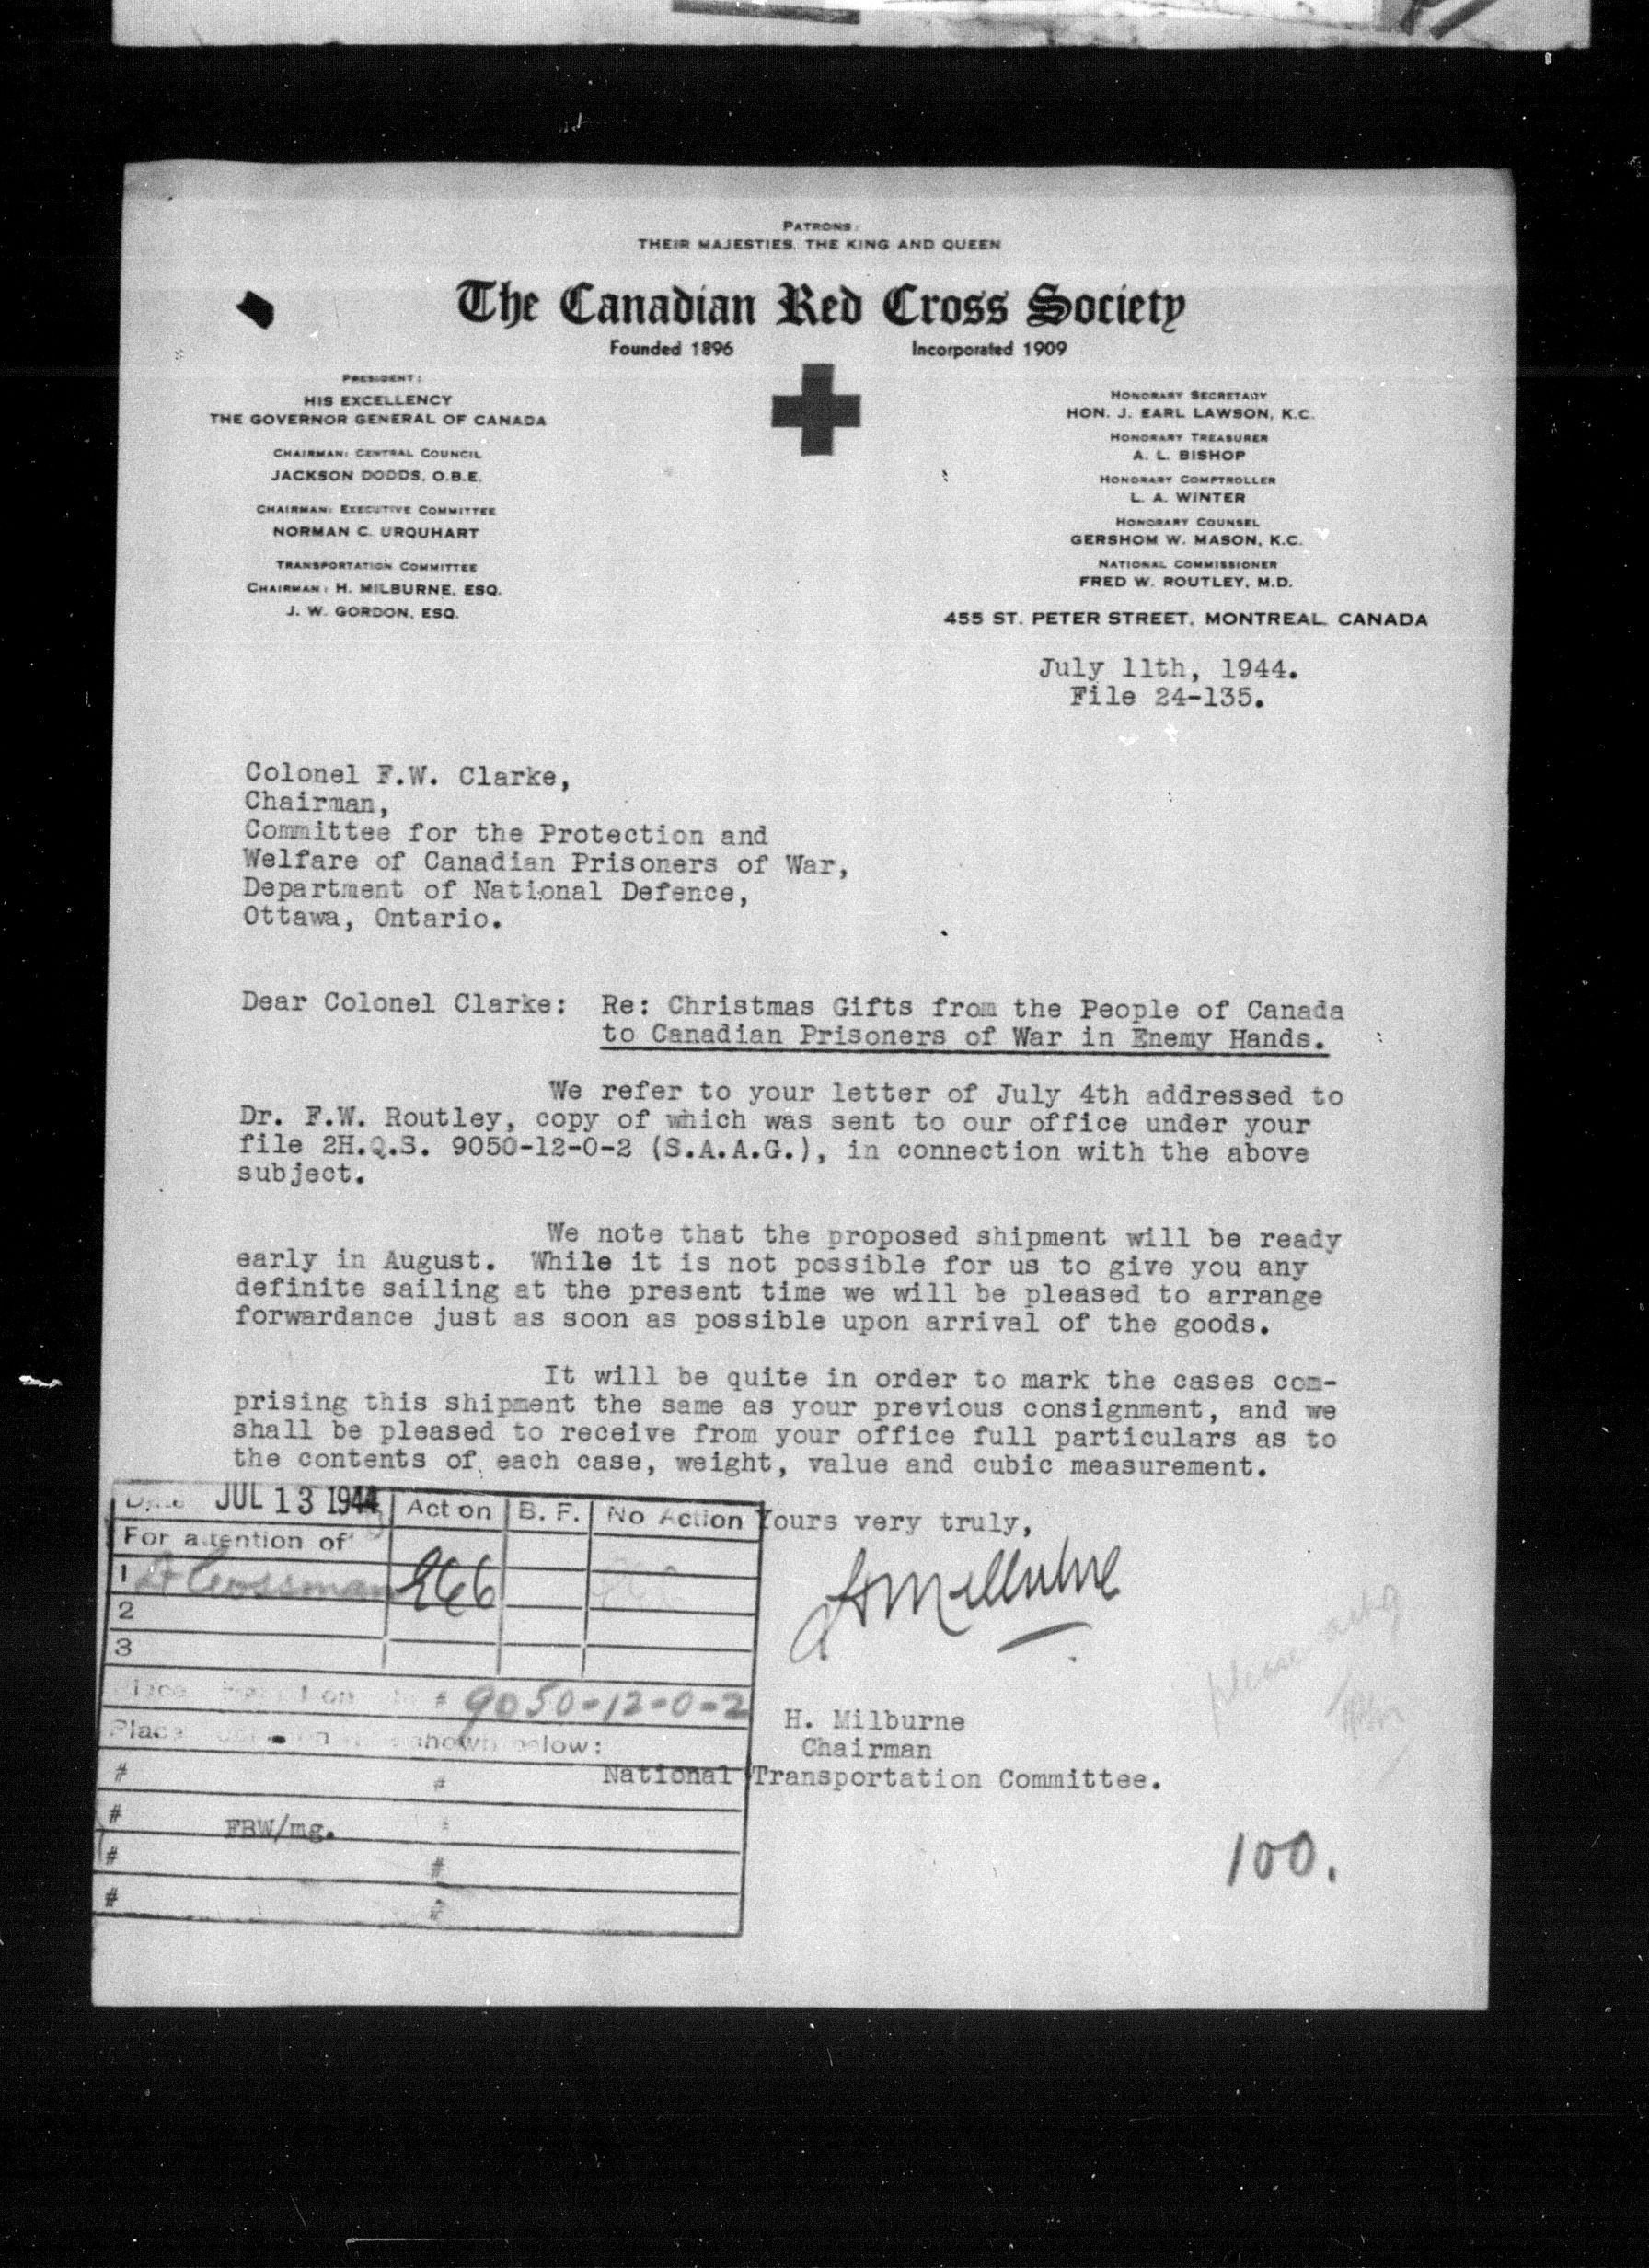 PATRONS:
THEIR MAJESTIES, THE KING AND QUEEN
The Canadian Red Cross Society
Founded 1896 Incorporated 1909
PRESIDENT:
HIS EXCELLENCY
THE GOVERNOR GENERAL OF CANADA
CHAIRMAN: CENTRAL COUNCIL
JACKSON DODDS, O.B.E.
CHAIRMAN: EXECUTIVE COMMITTEE
NORMAN C. URQUHART
TRANSPORTATION COMMITTEE
CHAIRMAN: H. MILBURNE, ESQ.
J. W. GORDON, ESQ.
HONORARY SECRETARY
HON. J. EARL LAWSON, K.C.
HONORARY TREASURER
A. L. BISHOP
HONORARY COMPTROLLER
L. A. WINTER
HONORARY COUNSEL
GERSHOM W. MASON, K.C.
NATIONAL COMMISSIONER
FRED W. ROUTLEY, M.D.
455 ST. PETER STREET, MONTREAL, CANADA
July 11th, 1944.
File 24-135.
Colonel F.W. Clarke,
Chairman,
Committee for the Protection and
Welfare of Canadian Prisoners of War,
Department of National Defence,
Ottawa, Ontario.
Dear Colonel Clarke: Re: Christmas Gifts from the People of Canada
to Canadian Prisoners of War in Enemy Hands.
We refer to your letter of July 4th addressed to
Dr. F.W. Routley, copy of which was sent to our office under your
file 2H.Q.S. 9050-12-0-2 (S.A.A.G.), in connection with the above
subject.
We note that the proposed shipment will be ready
early in August. While it is not possible for us to give you any
definite sailing at the present time we will be pleased to arrange
forwardance just as soon as possible upon arrival of the goods.
It will be quite in order to mark the cases com-
prising this shipment the same as your previous consignment, and we
shall be pleased to receive from your office full particulars as to
the contents of each case, weight, value and cubic measurement.
Yours very truly,
H Milburne
H. Milburne
Chairman
National Transportation Committee.
Date JUL 13 1944 Action B. F. No Action
For attention of
1
2
3
Place # 9050-12-0-2
Place shown below:
# #
# FBW/mg.
# #
# #
please
100.